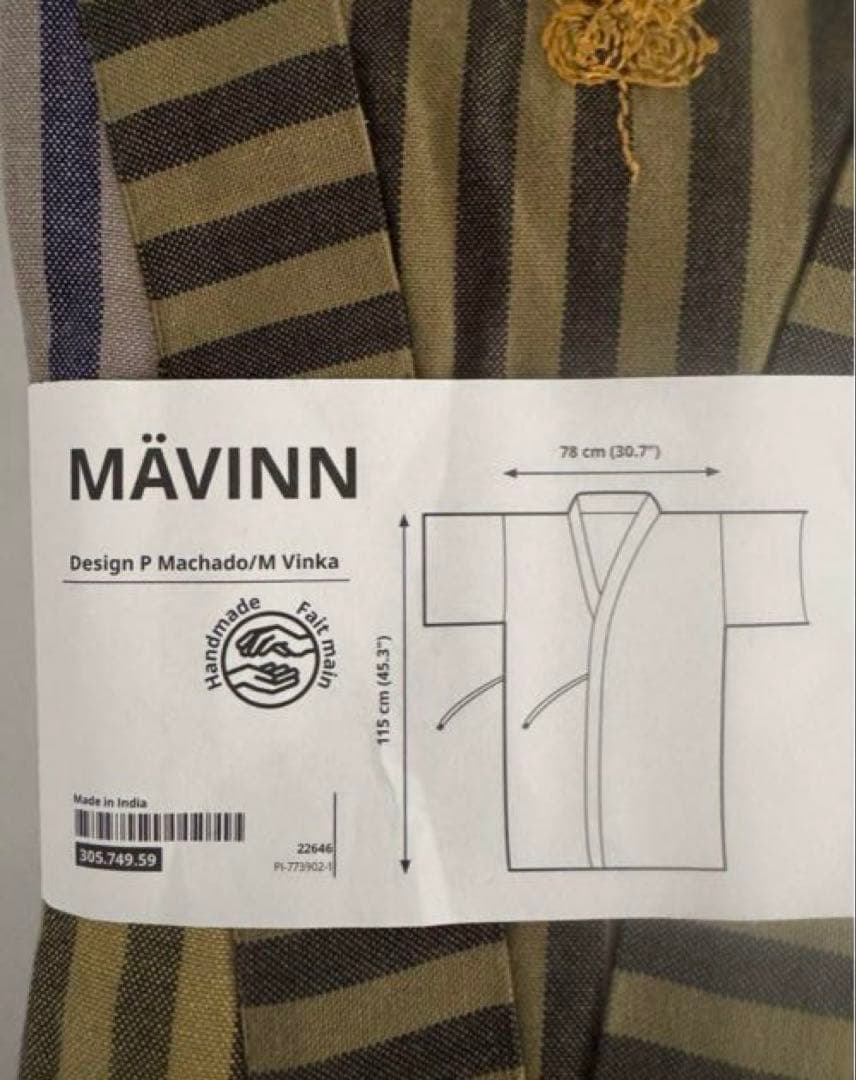 MÄVINN
Design P Machado/M Vinka
Handmade
Fait main
78 cm (30.7")
115 cm (45.3")
Made in India
305.749.59
22646
PI-773902-1